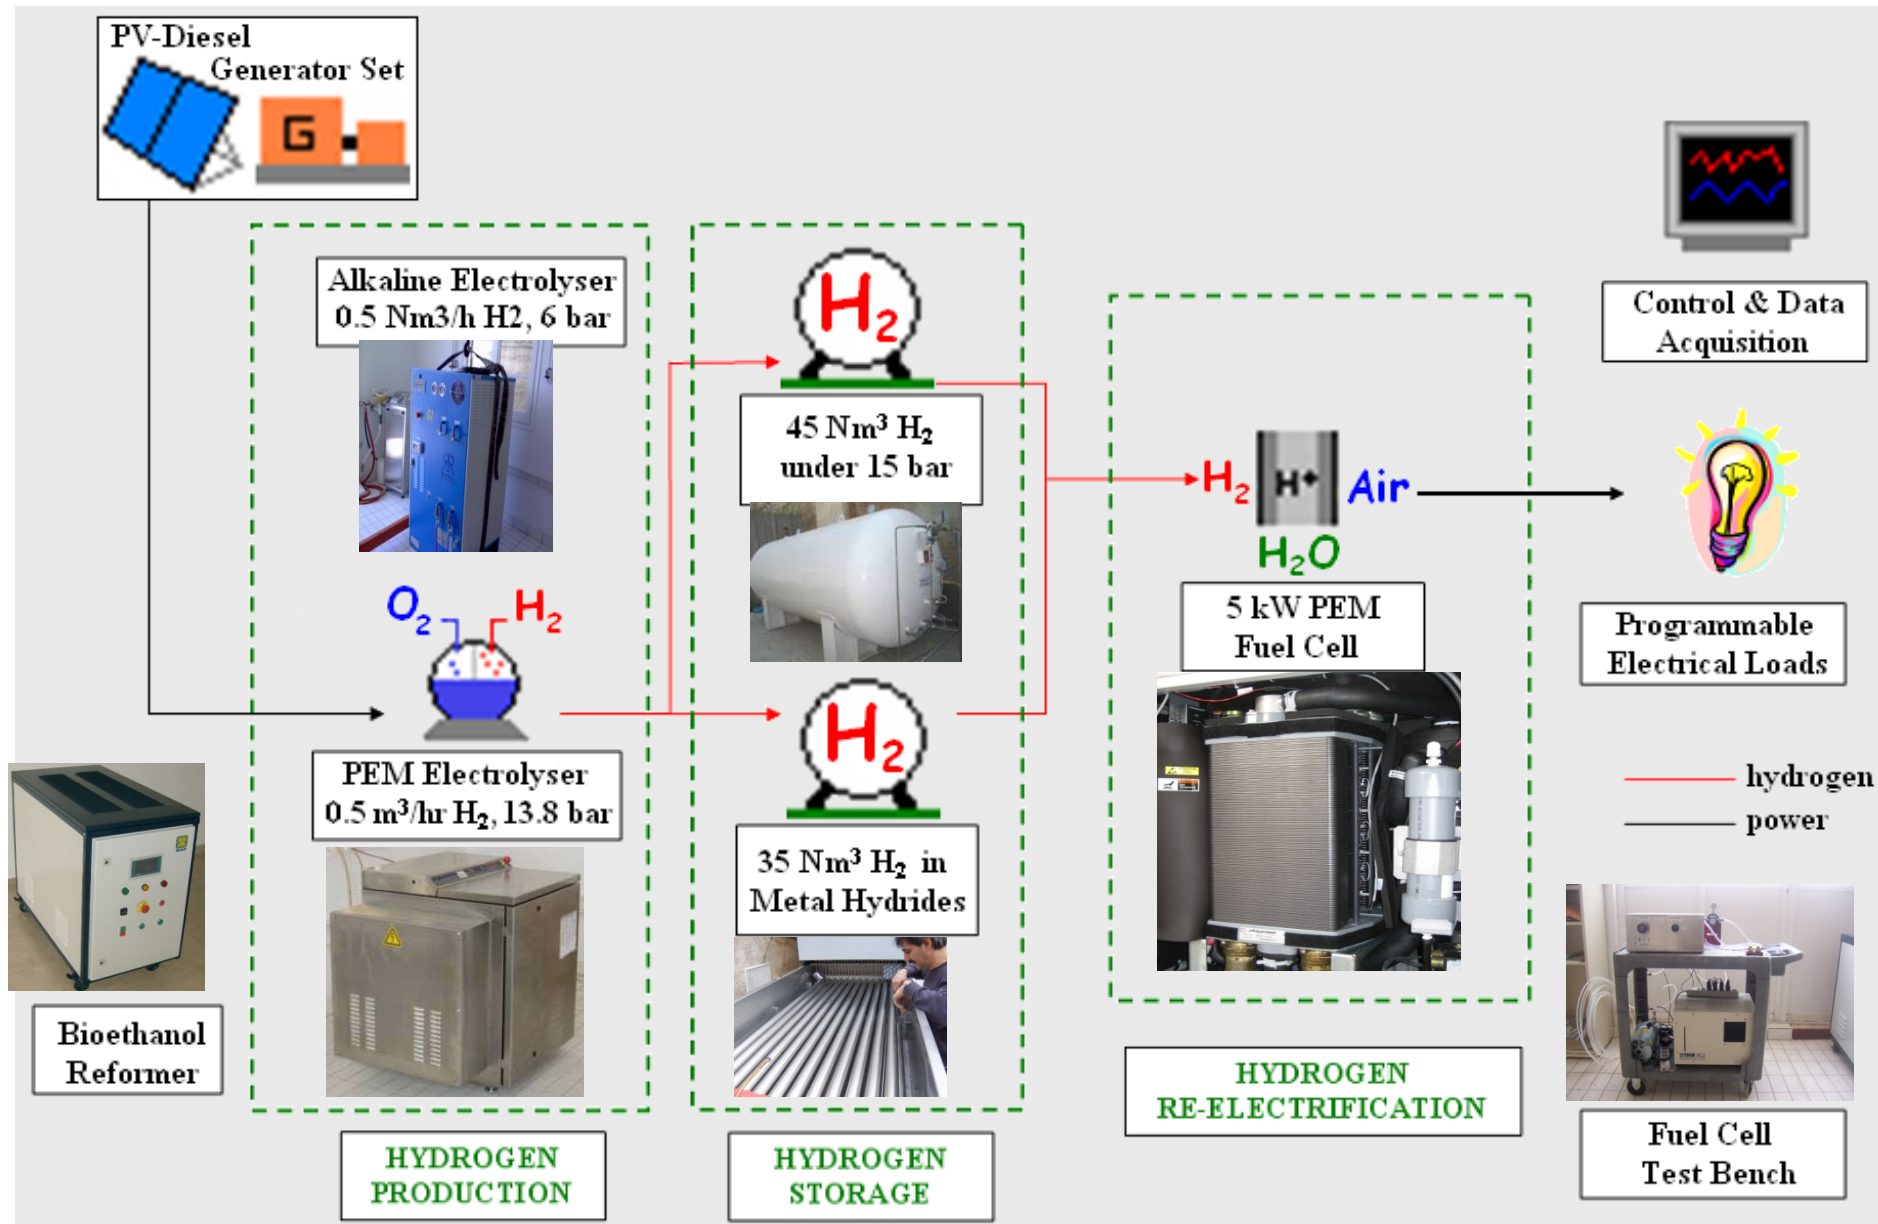 PV-Diesel
Generator Set
G
Alkaline Electrolyser
0.5 Nm3/h H2, 6 bar
O₂
H₂
PEM Electrolyser
0.5 m³/hr H₂, 13.8 bar
Bioethanol
Reformer
HYDROGEN
PRODUCTION
H₂
45 Nm³ H₂
under 15 bar
H₂
35 Nm³ H₂ in
Metal Hydrides
HYDROGEN
STORAGE
H₂ H⁺ Air
H₂O
5 kW PEM
Fuel Cell
HYDROGEN
RE-ELECTRIFICATION
Control & Data
Acquisition
Programmable
Electrical Loads
hydrogen
power
Fuel Cell
Test Bench